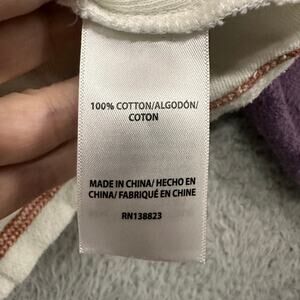 100% COTTON/ALGODÓN/
COTON
MADE IN CHINA/ HECHO EN
CHINA/ FABRIQUÉ EN CHINE
RN138823